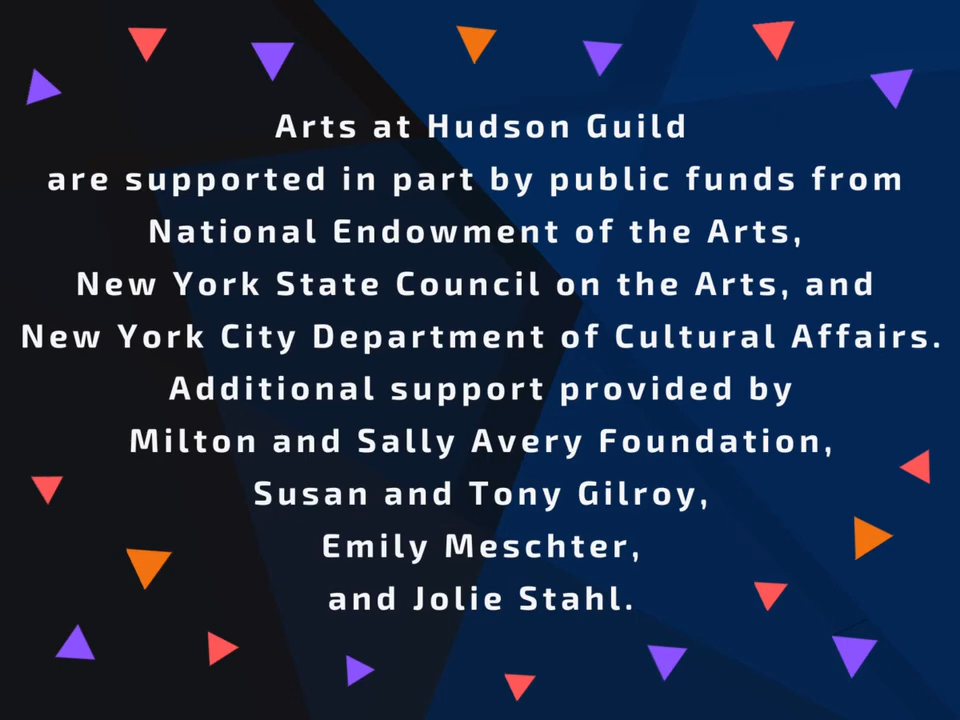 Arts at Hudson Guild
are supported in part by public funds from
National Endowment of the Arts,
New York State Council on the Arts, and
New York City Department of Cultural Affairs.
Additional support provided by
Milton and Sally Avery Foundation,
Susan and Tony Gilroy,
Emily Meschter,
and Jolie Stahl.